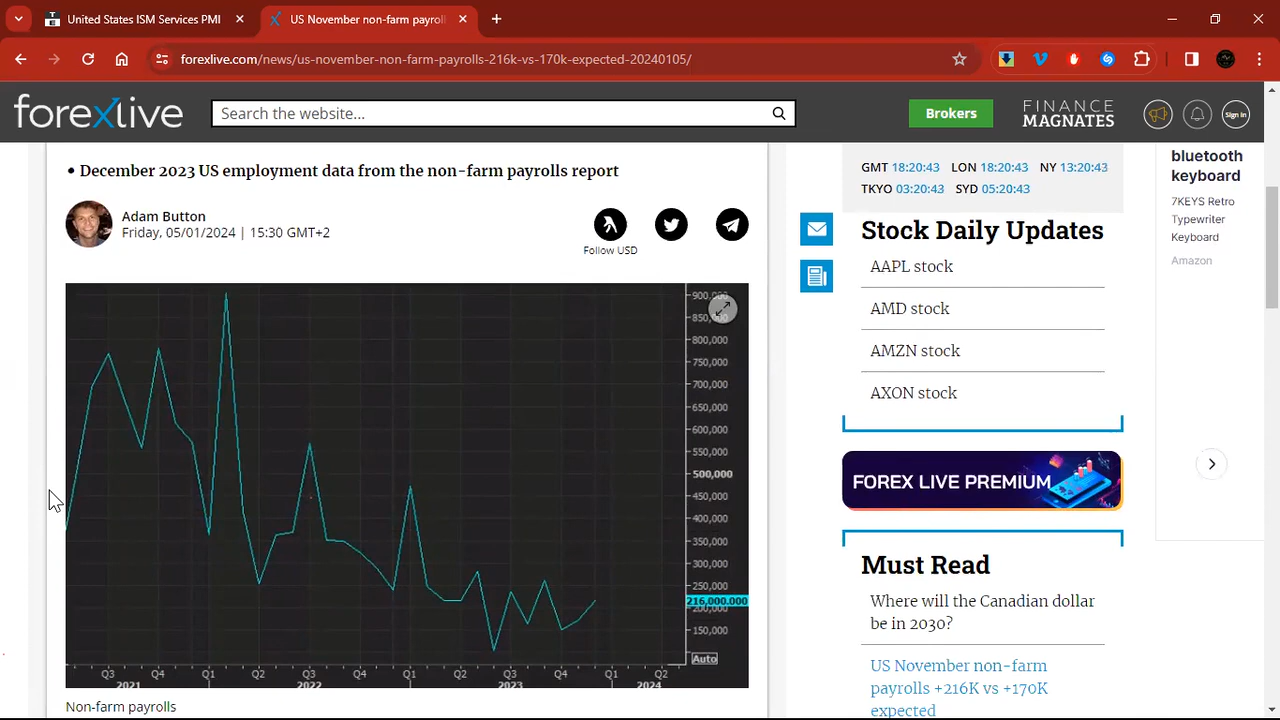 United States ISM Services PMI
US November non-farm payroll
forexlive.com/news/us-november-non-farm-payrolls-216k-vs-170k-expected-20240105/
forexlive
Search the website...
Brokers
FINANCE
MAGNATES
Sign in
• December 2023 US employment data from the non-farm payrolls report
Adam Button
Friday, 05/01/2024 | 15:30 GMT+2
Follow USD
900,000
850,000
800,000
750,000
700,000
650,000
600,000
550,000
500,000
450,000
400,000
350,000
300,000
250,000
216,000.000
200,000
150,000
Auto
Q3 Q4 Q1 Q2 Q3 Q4 Q1 Q2 Q3 Q4 Q1 Q2
2021 2022 2023 2024
Non-farm payrolls
GMT 18:20:43 LON 18:20:43 NY 13:20:43
TKYO 03:20:43 SYD 05:20:43
Stock Daily Updates
AAPL stock
AMD stock
AMZN stock
AXON stock
FOREX LIVE PREMIUM
Must Read
Where will the Canadian dollar
be in 2030?
US November non-farm
payrolls +216K vs +170K
expected
bluetooth
keyboard
7KEYS Retro
Typewriter
Keyboard
Amazon